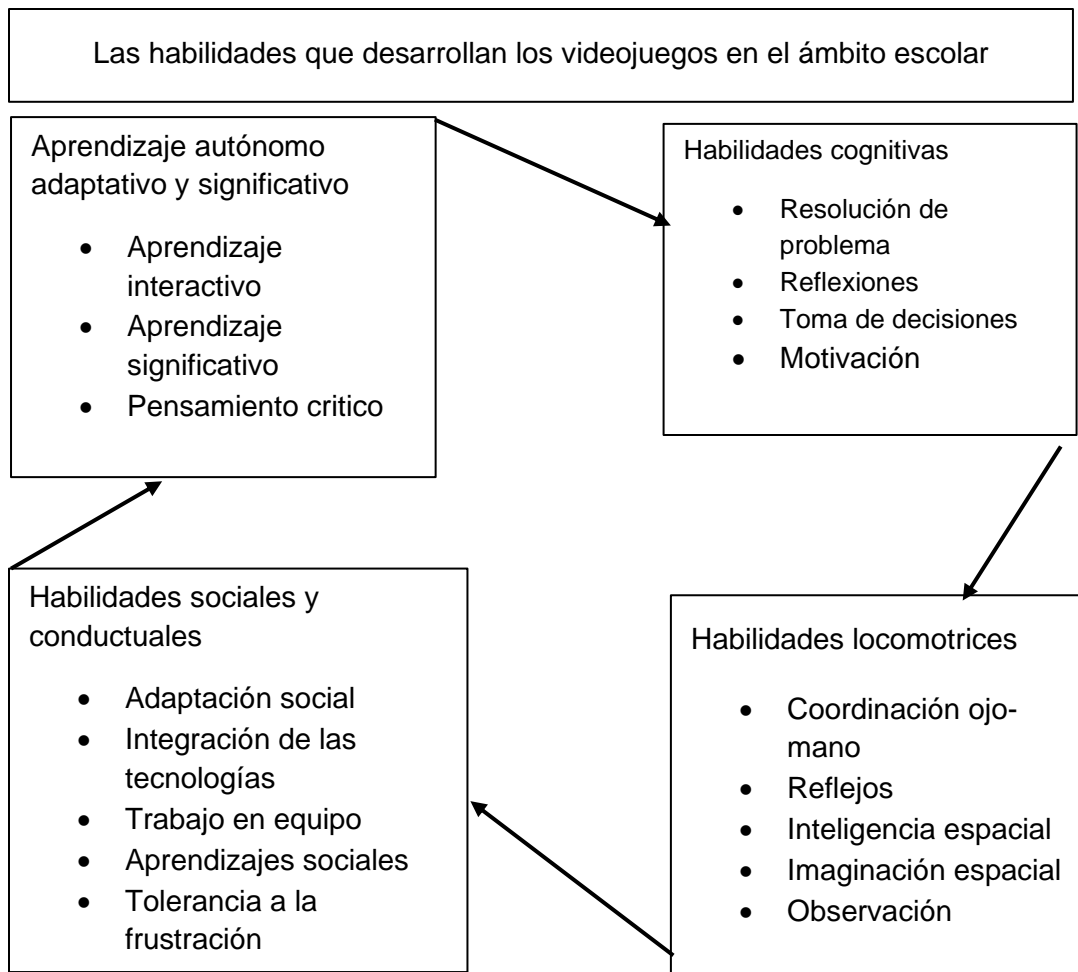 Las habilidades que desarrollan los videojuegos en el ámbito escolar
Aprendizaje autónomo
adaptativo y significativo
• Aprendizaje
interactivo
• Aprendizaje
significativo
• Pensamiento critico
Habilidades cognitivas
• Resolución de
problema
• Reflexiones
• Toma de decisiones
• Motivación
Habilidades sociales y
conductuales
• Adaptación social
• Integración de las
tecnologías
• Trabajo en equipo
• Aprendizajes sociales
• Tolerancia a la
frustración
Habilidades locomotrices
• Coordinación ojo-
mano
• Reflejos
• Inteligencia espacial
• Imaginación espacial
• Observación